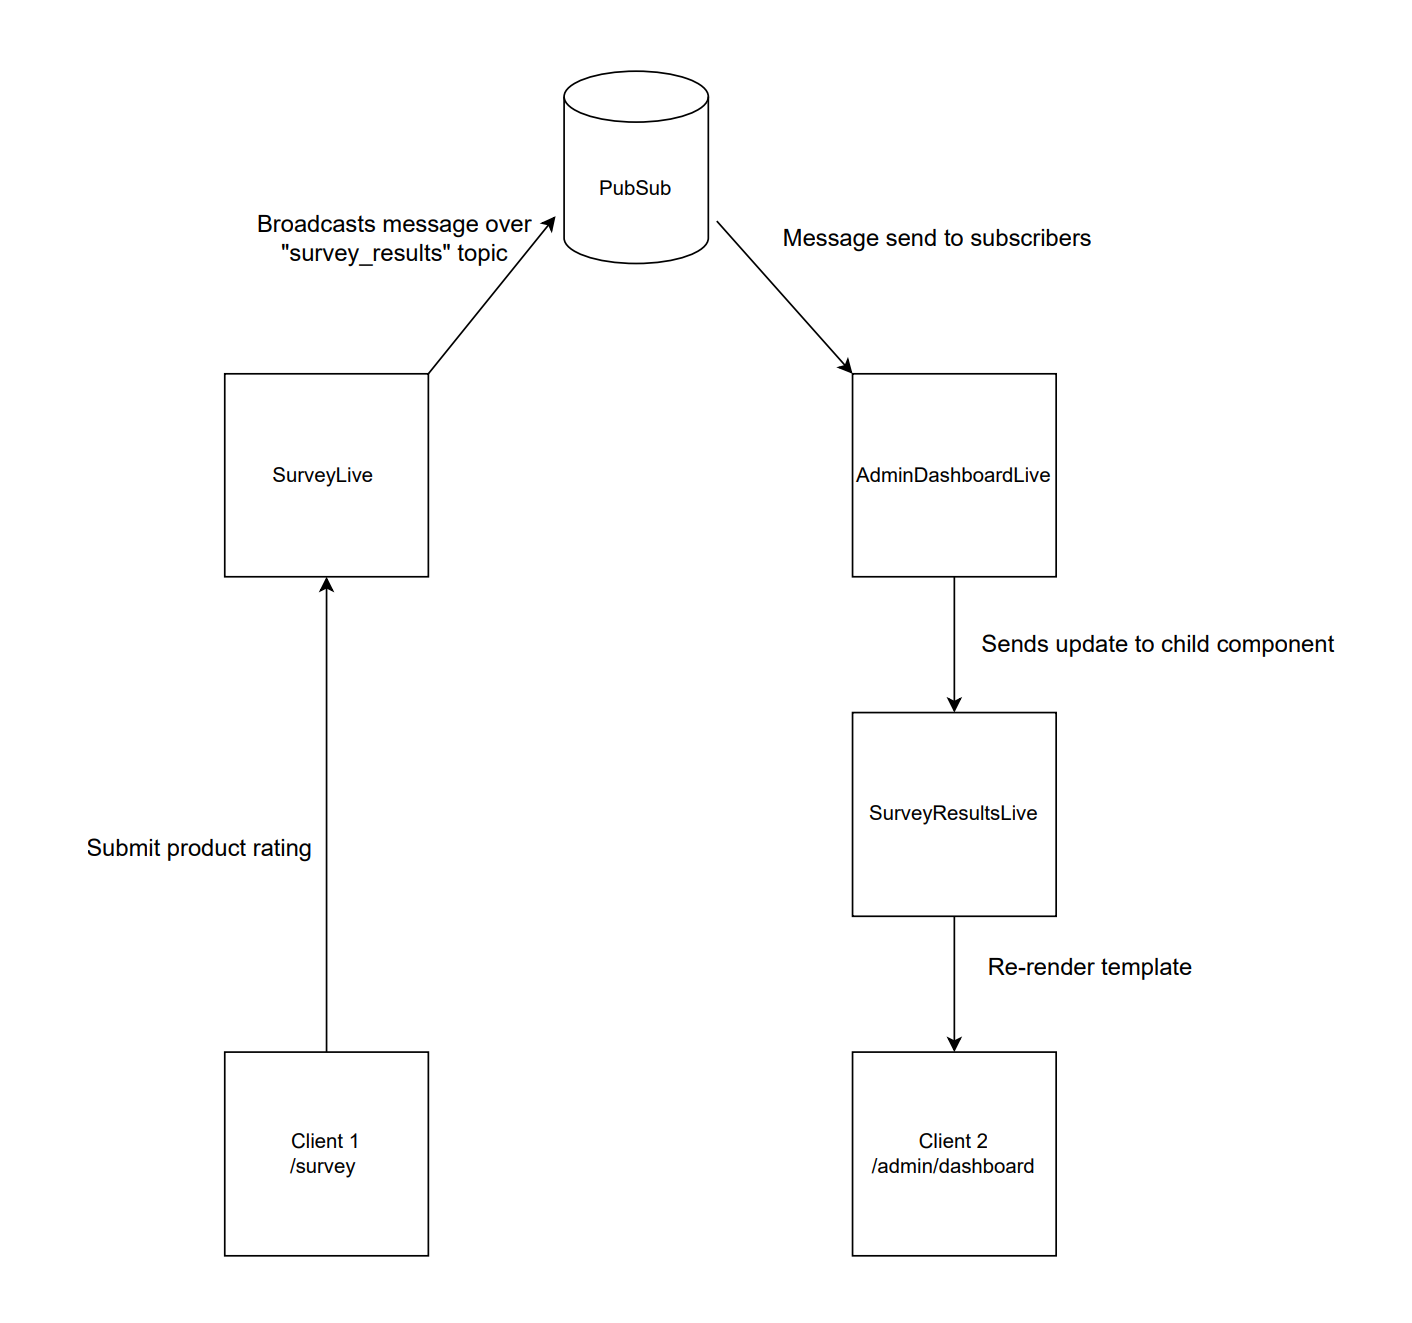 PubSub
Broadcasts message over
"survey_results" topic
Message send to subscribers
SurveyLive
AdminDashboardLive
Sends update to child component
SurveyResultsLive
Submit product rating
Re-render template
Client 1
/survey
Client 2
/admin/dashboard